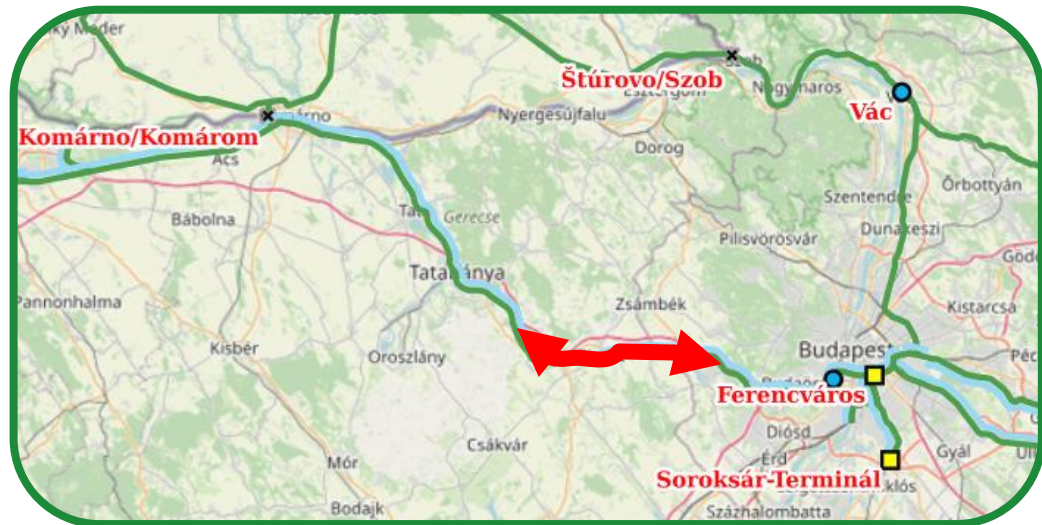 Štúrovo/Szob
Nagymaros
Vác
Nyergesújfalu
Komárno/Komárom
Ács
Dorog
Szentendre
Őrbottyán
Bábolna
Gerecse
Pilisvörösvár
Dunakeszi
Tatabánya
Pannonhalma
Zsámbék
Kistarcsa
Kisbér
Oroszlány
Budapest
Ferencváros
Csákvár
Diósd
Érd
Gyál
Mór
Soroksár-Terminál
Bodajk
Százhalombatta